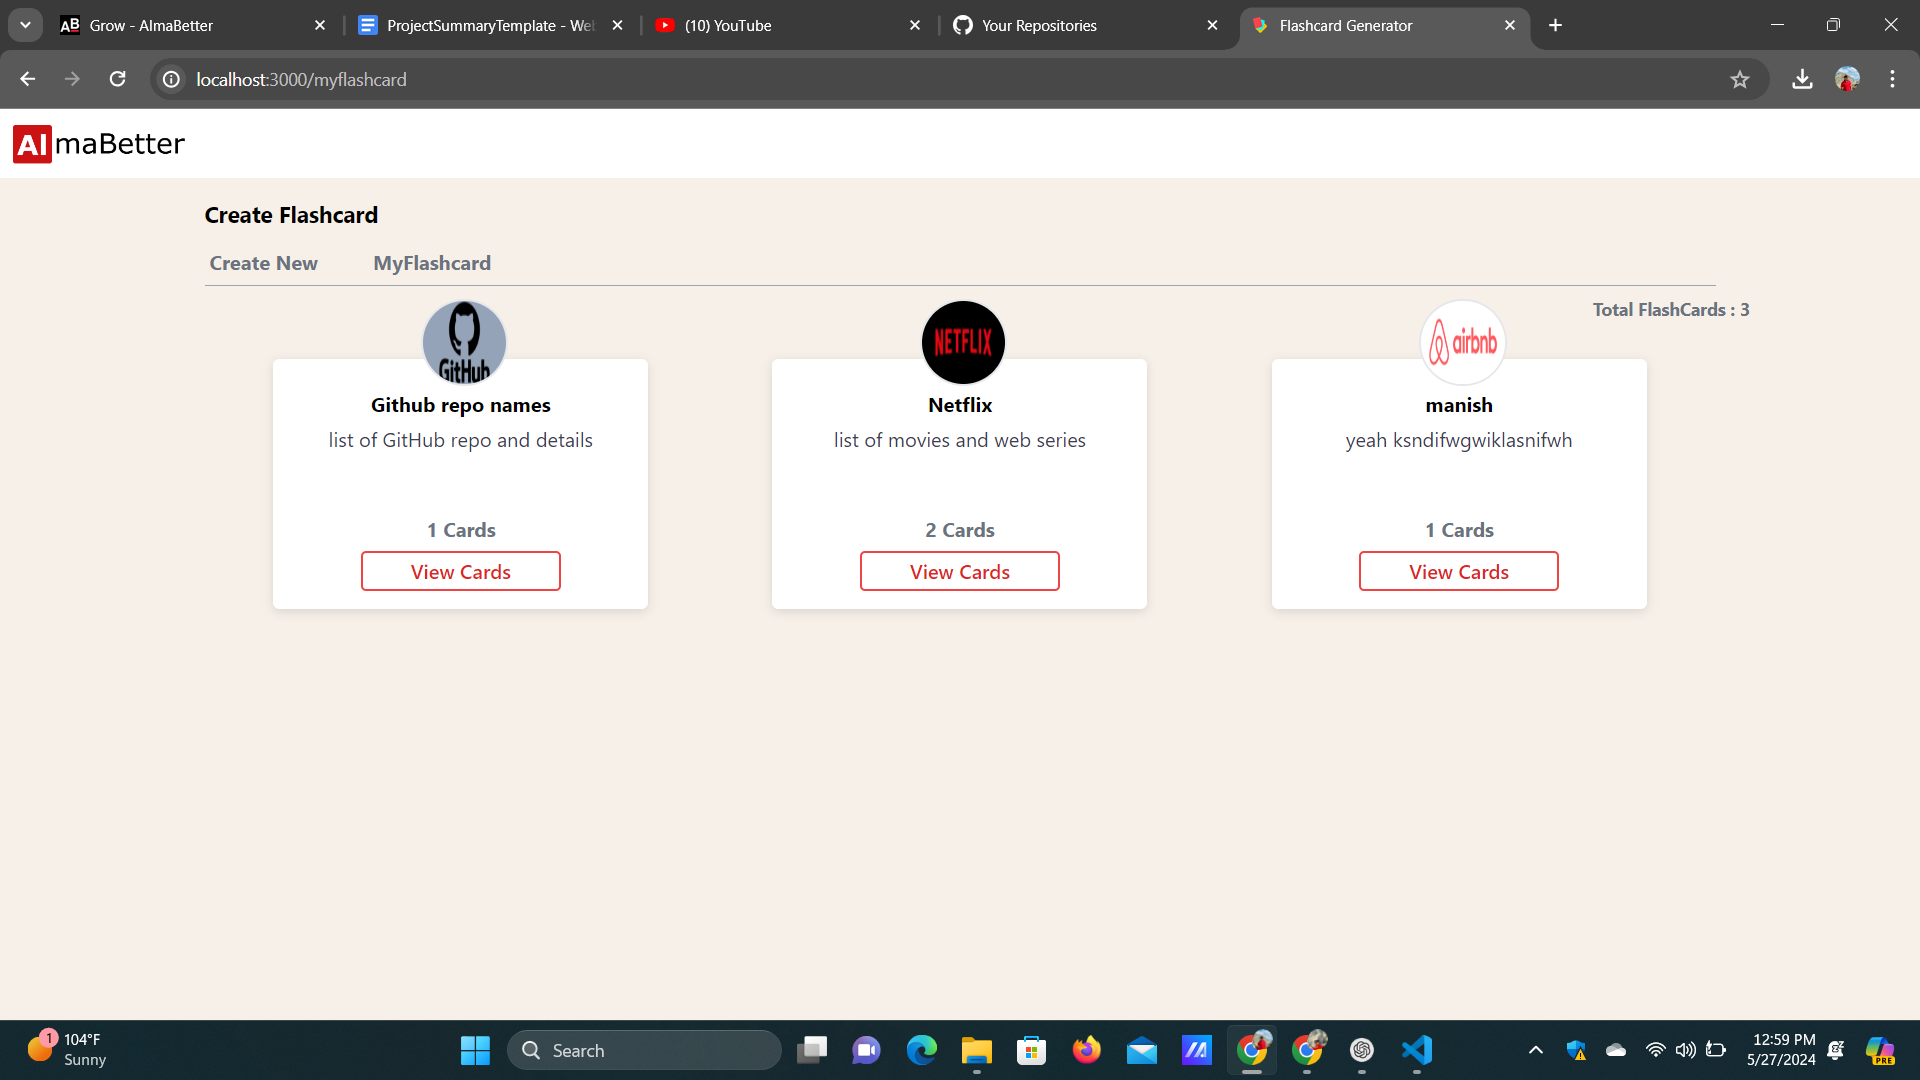 Grow - AlmaBetter
ProjectSummaryTemplate - Web
(10) YouTube
Your Repositories
Flashcard Generator
localhost:3000/myflashcard
AlmaBetter
Create Flashcard
Create New
MyFlashcard
Total FlashCards : 3
GitHub
NETFLIX
airbnb
Github repo names
Netflix
manish
list of GitHub repo and details
list of movies and web series
yeah ksndifwgwiklasnifwh
1 Cards
2 Cards
1 Cards
View Cards
View Cards
View Cards
1
104°F
Sunny
Search
12:59 PM
5/27/2024
PRE